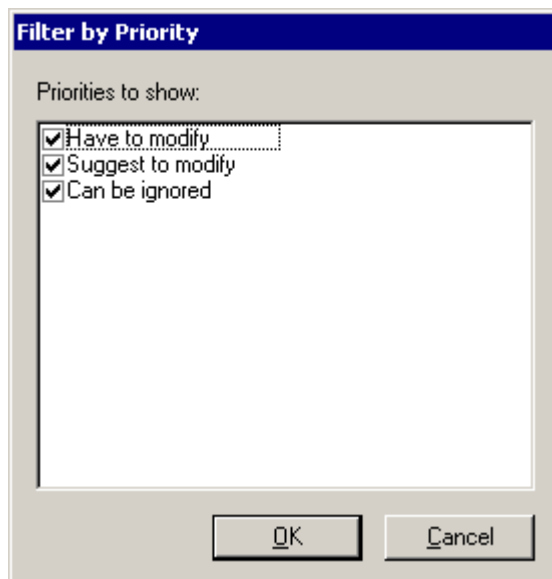 Filter by Priority
Priorities to show:
Have to modify
Suggest to modify
Can be ignored
OK
Cancel